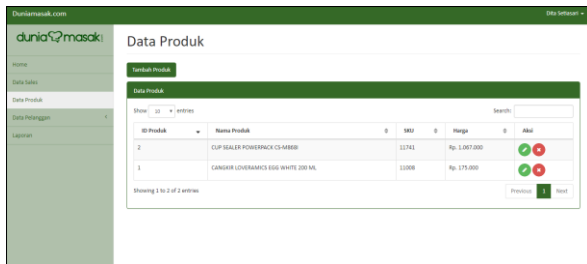 Duniamasak.com
Dita Setiasari
dunia masak
Data Produk
Home
Data Sales
Data Produk
Data Pelanggan
Laporan
Tambah Produk
Data Produk
Show 10 entries
Search:
ID Produk Nama Produk SKU Harga Aksi
2 CUP SEALER POWERPACK CS-M868I 11741 Rp. 1.067.000
1 CANGKIR LOVERAMICS EGG WHITE 200 ML 11008 Rp. 175.000
Showing 1 to 2 of 2 entries
Previous 1 Next